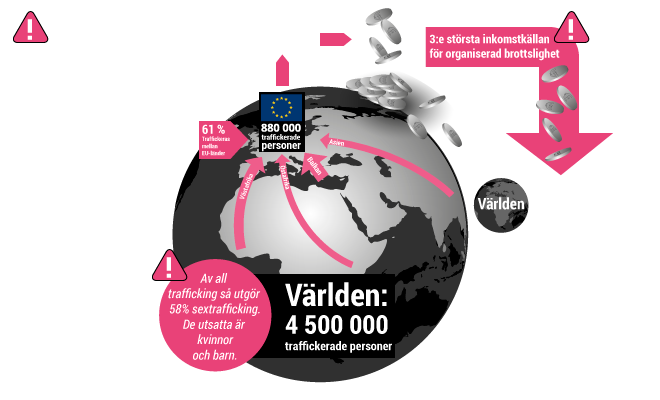 3:e största inkomstkällan
för organiserad brottslighet
880 000
traffickerade
personer
61 %
Traffickeras
mellan
EU-länder
Asien
Balkan
Västafrika
Östafrika
Världen
Av all
trafficking så utgör
58% sextrafficking.
De utsatta är
kvinnor
och barn.
Världen:
4 500 000
traffickerade personer